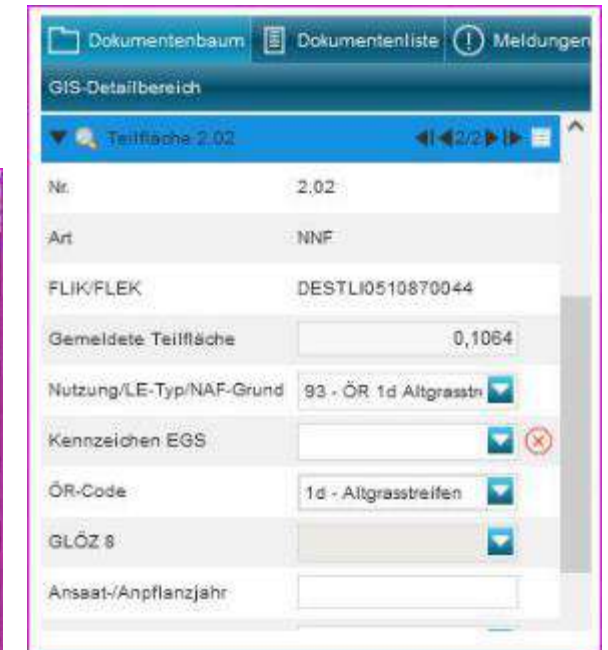 Dokumentenbaum Dokumentenliste Meldungen
GIS-Detailbereich
Teilfläche 2.02 2/2
Nr. 2.02
Art NNF
FLIK/FLEK DESTLI0510870044
Gemeldete Teilfläche 0,1064
Nutzung/LE-Typ/NAF-Grund 93 - ÖR 1d Altgrasstr
Kennzeichen EGS
ÖR-Code 1d - Altgrasstreifen
GLÖZ 8
Ansaat-/Anpflanzjahr